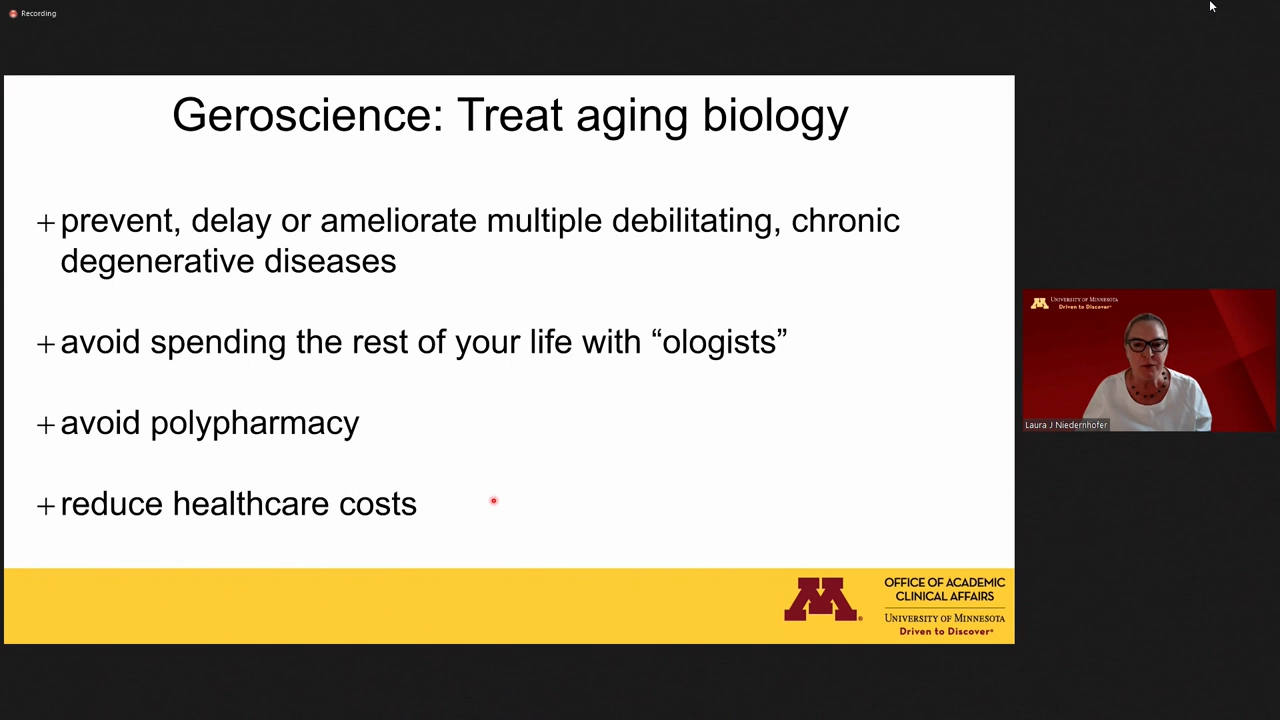 Recording
Geroscience: Treat aging biology
+prevent, delay or ameliorate multiple debilitating, chronic
degenerative diseases
+avoid spending the rest of your life with “ologists”
+avoid polypharmacy
+reduce healthcare costs
M
OFFICE OF ACADEMIC
CLINICAL AFFAIRS
UNIVERSITY OF MINNESOTA
Driven to Discover®
M
UNIVERSITY OF MINNESOTA
Driven to Discover®
Laura J Niedernhofer